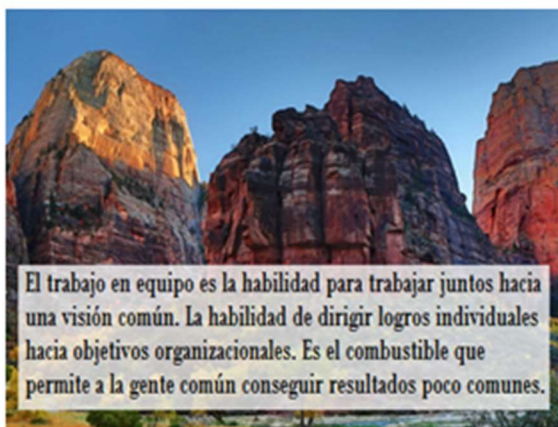 El trabajo en equipo es la habilidad para trabajar juntos hacia
una visión común. La habilidad de dirigir logros individuales
hacia objetivos organizacionales. Es el combustible que
permite a la gente común conseguir resultados poco comunes.